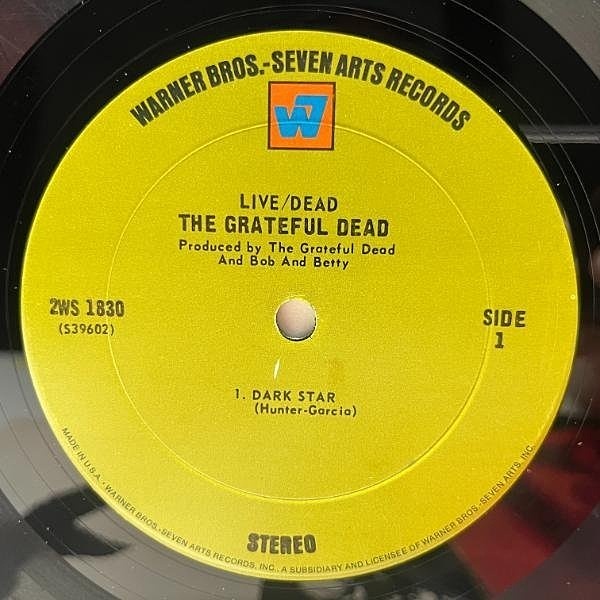 WARNER BROS.-SEVEN ARTS RECORDS
W7
LIVE/DEAD
THE GRATEFUL DEAD
Produced by The Grateful Dead
And Bob And Betty
2WS 1830
(S39602)
SIDE
1
1. DARK STAR
(Hunter-Garcia)
STEREO
MADE IN U.S.A. • WARNER BROS.-SEVEN ARTS RECORDS, INC., A SUBSIDIARY AND LICENSEE OF WARNER BROS.-SEVEN ARTS, INC.